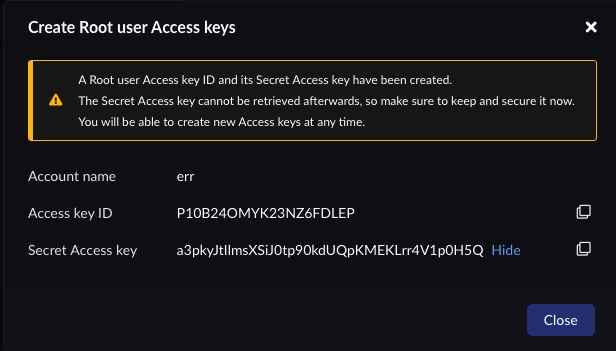 Create Root user Access keys
A Root user Access key ID and its Secret Access key have been created.
The Secret Access key cannot be retrieved afterwards, so make sure to keep and secure it now.
You will be able to create new Access keys at any time.
Account name err
Access key ID P10B24OMYK23NZ6FDLEP
Secret Access key a3pkyJtIlmsXSiJ0tp90kdUQpKMEKLrr4V1p0H5Q Hide
Close